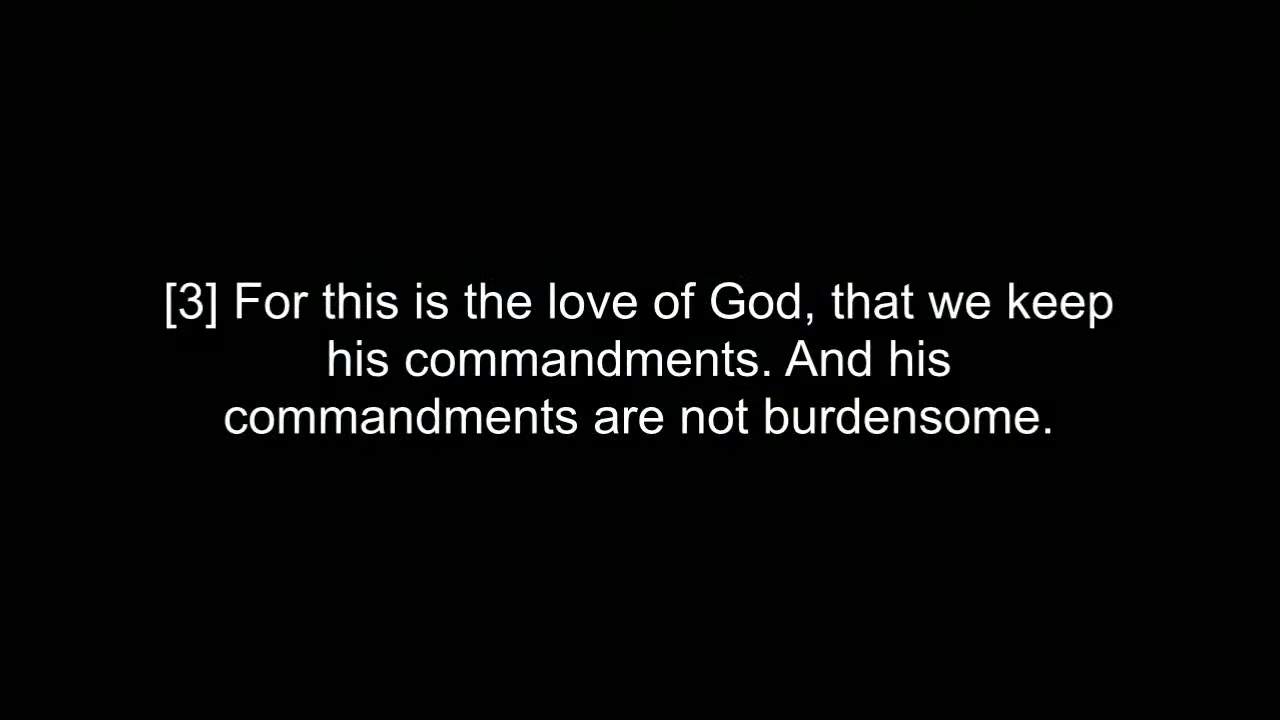 [3] For this is the love of God, that we keep
his commandments. And his
commandments are not burdensome.